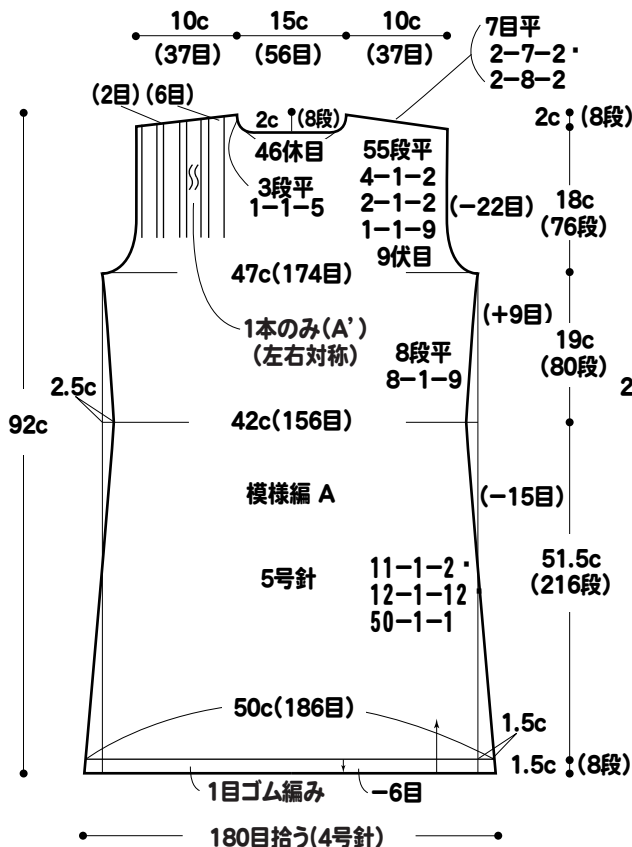 10c 15c 10c
(37目) (56目) (37目)
7目平
2−7−2
2−8−2
(2目)(6目)
2c (8段)
46休目
3段平
1−1−5
55段平
4−1−2
2−1−2
1−1−9
9伏目
(−22目)
2c (8段)
18c
(76段)
47c(174目)
1本のみ(A’)
(左右対称)
(+9目)
8段平
8−1−9
19c
(80段)
2.5c
2
92c
42c(156目)
模様編 A
(−15目)
5号針
11−1−2
12−1−12
50−1−1
51.5c
(216段)
50c(186目)
1.5c
1.5c (8段)
1目ゴム編み
−6目
180目拾う(4号針)